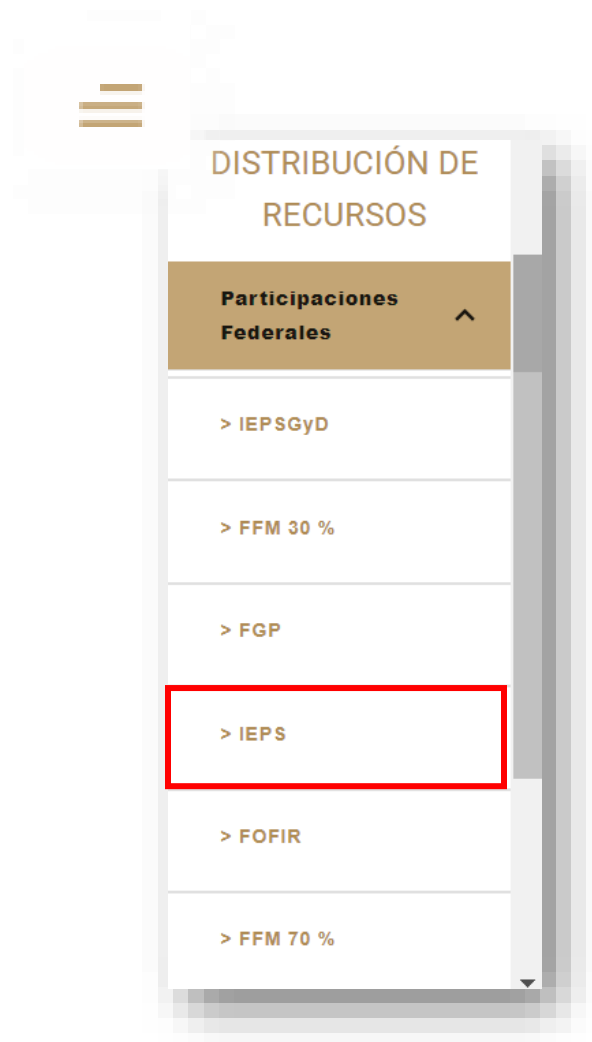 DISTRIBUCIÓN DE
RECURSOS
Participaciones
Federales
> IEPSGyD
> FFM 30 %
> FGP
> IEPS
> FOFIR
> FFM 70 %